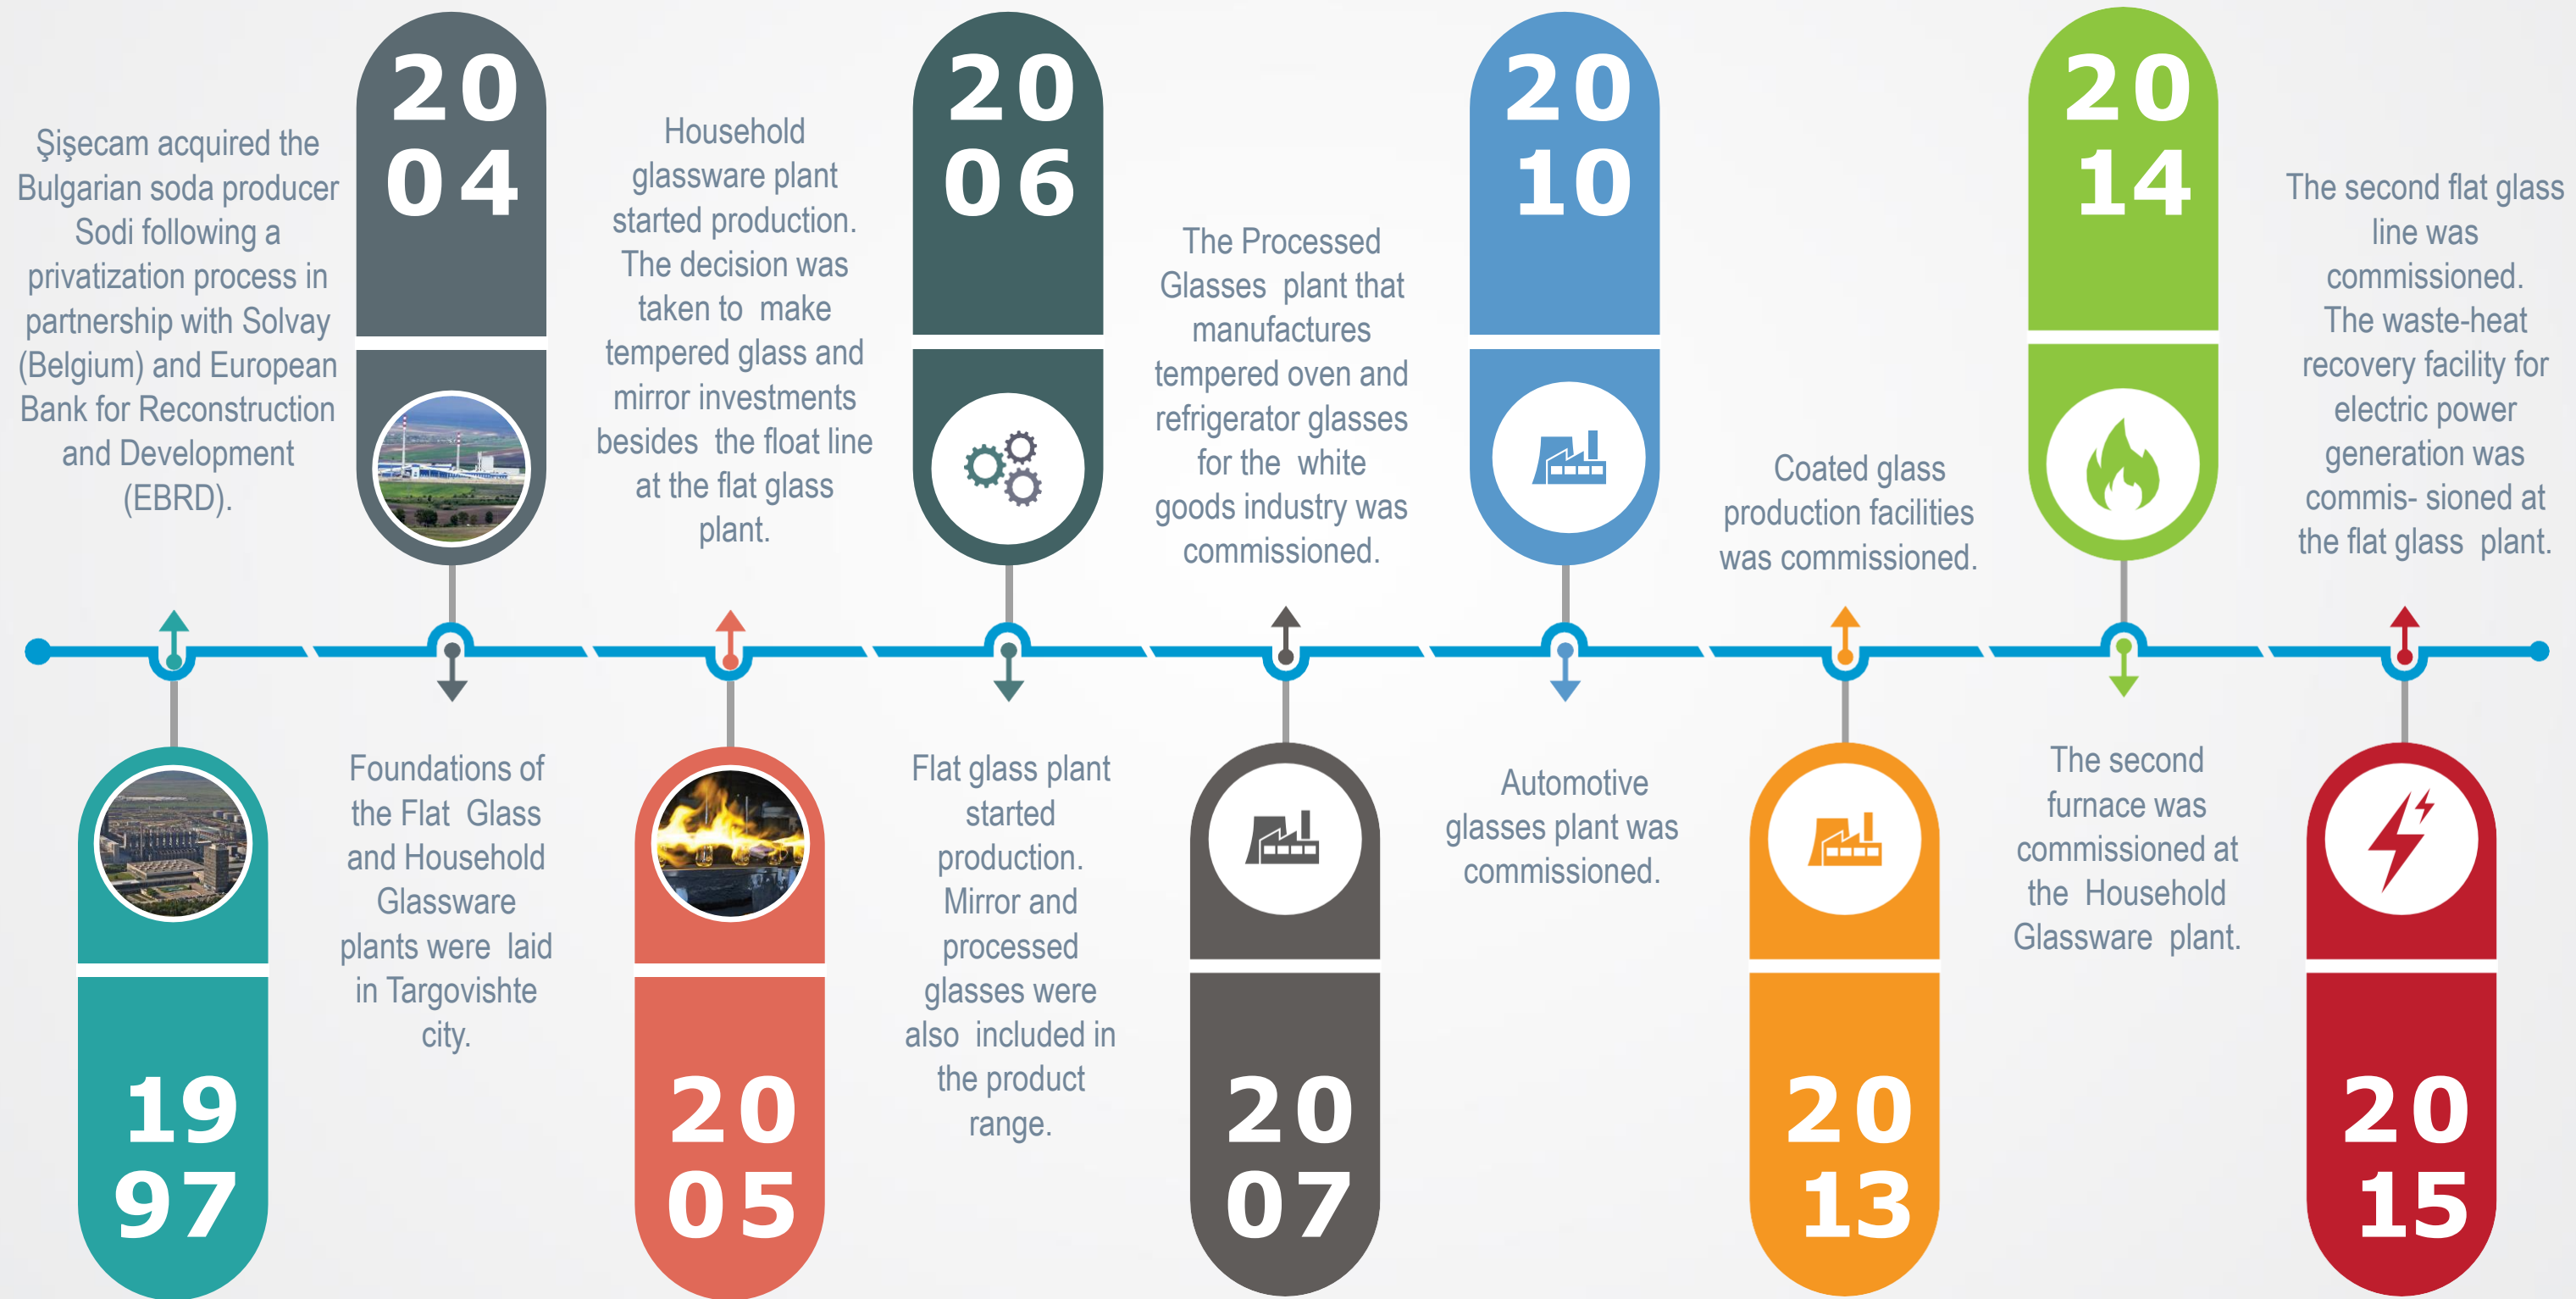 Şişecam acquired the
Bulgarian soda producer
Sodi following a
privatization process in
partnership with Solvay
(Belgium) and European
Bank for Reconstruction
and Development
(EBRD).
19
97
20
04
Foundations of
the Flat Glass
and Household
Glassware
plants were laid
in Targovishte
city.
Household
glassware plant
started production.
The decision was
taken to make
tempered glass and
mirror investments
besides the float line
at the flat glass
plant.
20
05
20
06
Flat glass plant
started
production.
Mirror and
processed
glasses were
also included in
the product
range.
The Processed
Glasses plant that
manufactures
tempered oven and
refrigerator glasses
for the white
goods industry was
commissioned.
20
07
20
10
Automotive
glasses plant was
commissioned.
Coated glass
production facilities
was commissioned.
20
13
20
14
The second
furnace was
commissioned at
the Household
Glassware plant.
The second flat glass
line was
commissioned.
The waste-heat
recovery facility for
electric power
generation was
commis- sioned at
the flat glass plant.
20
15